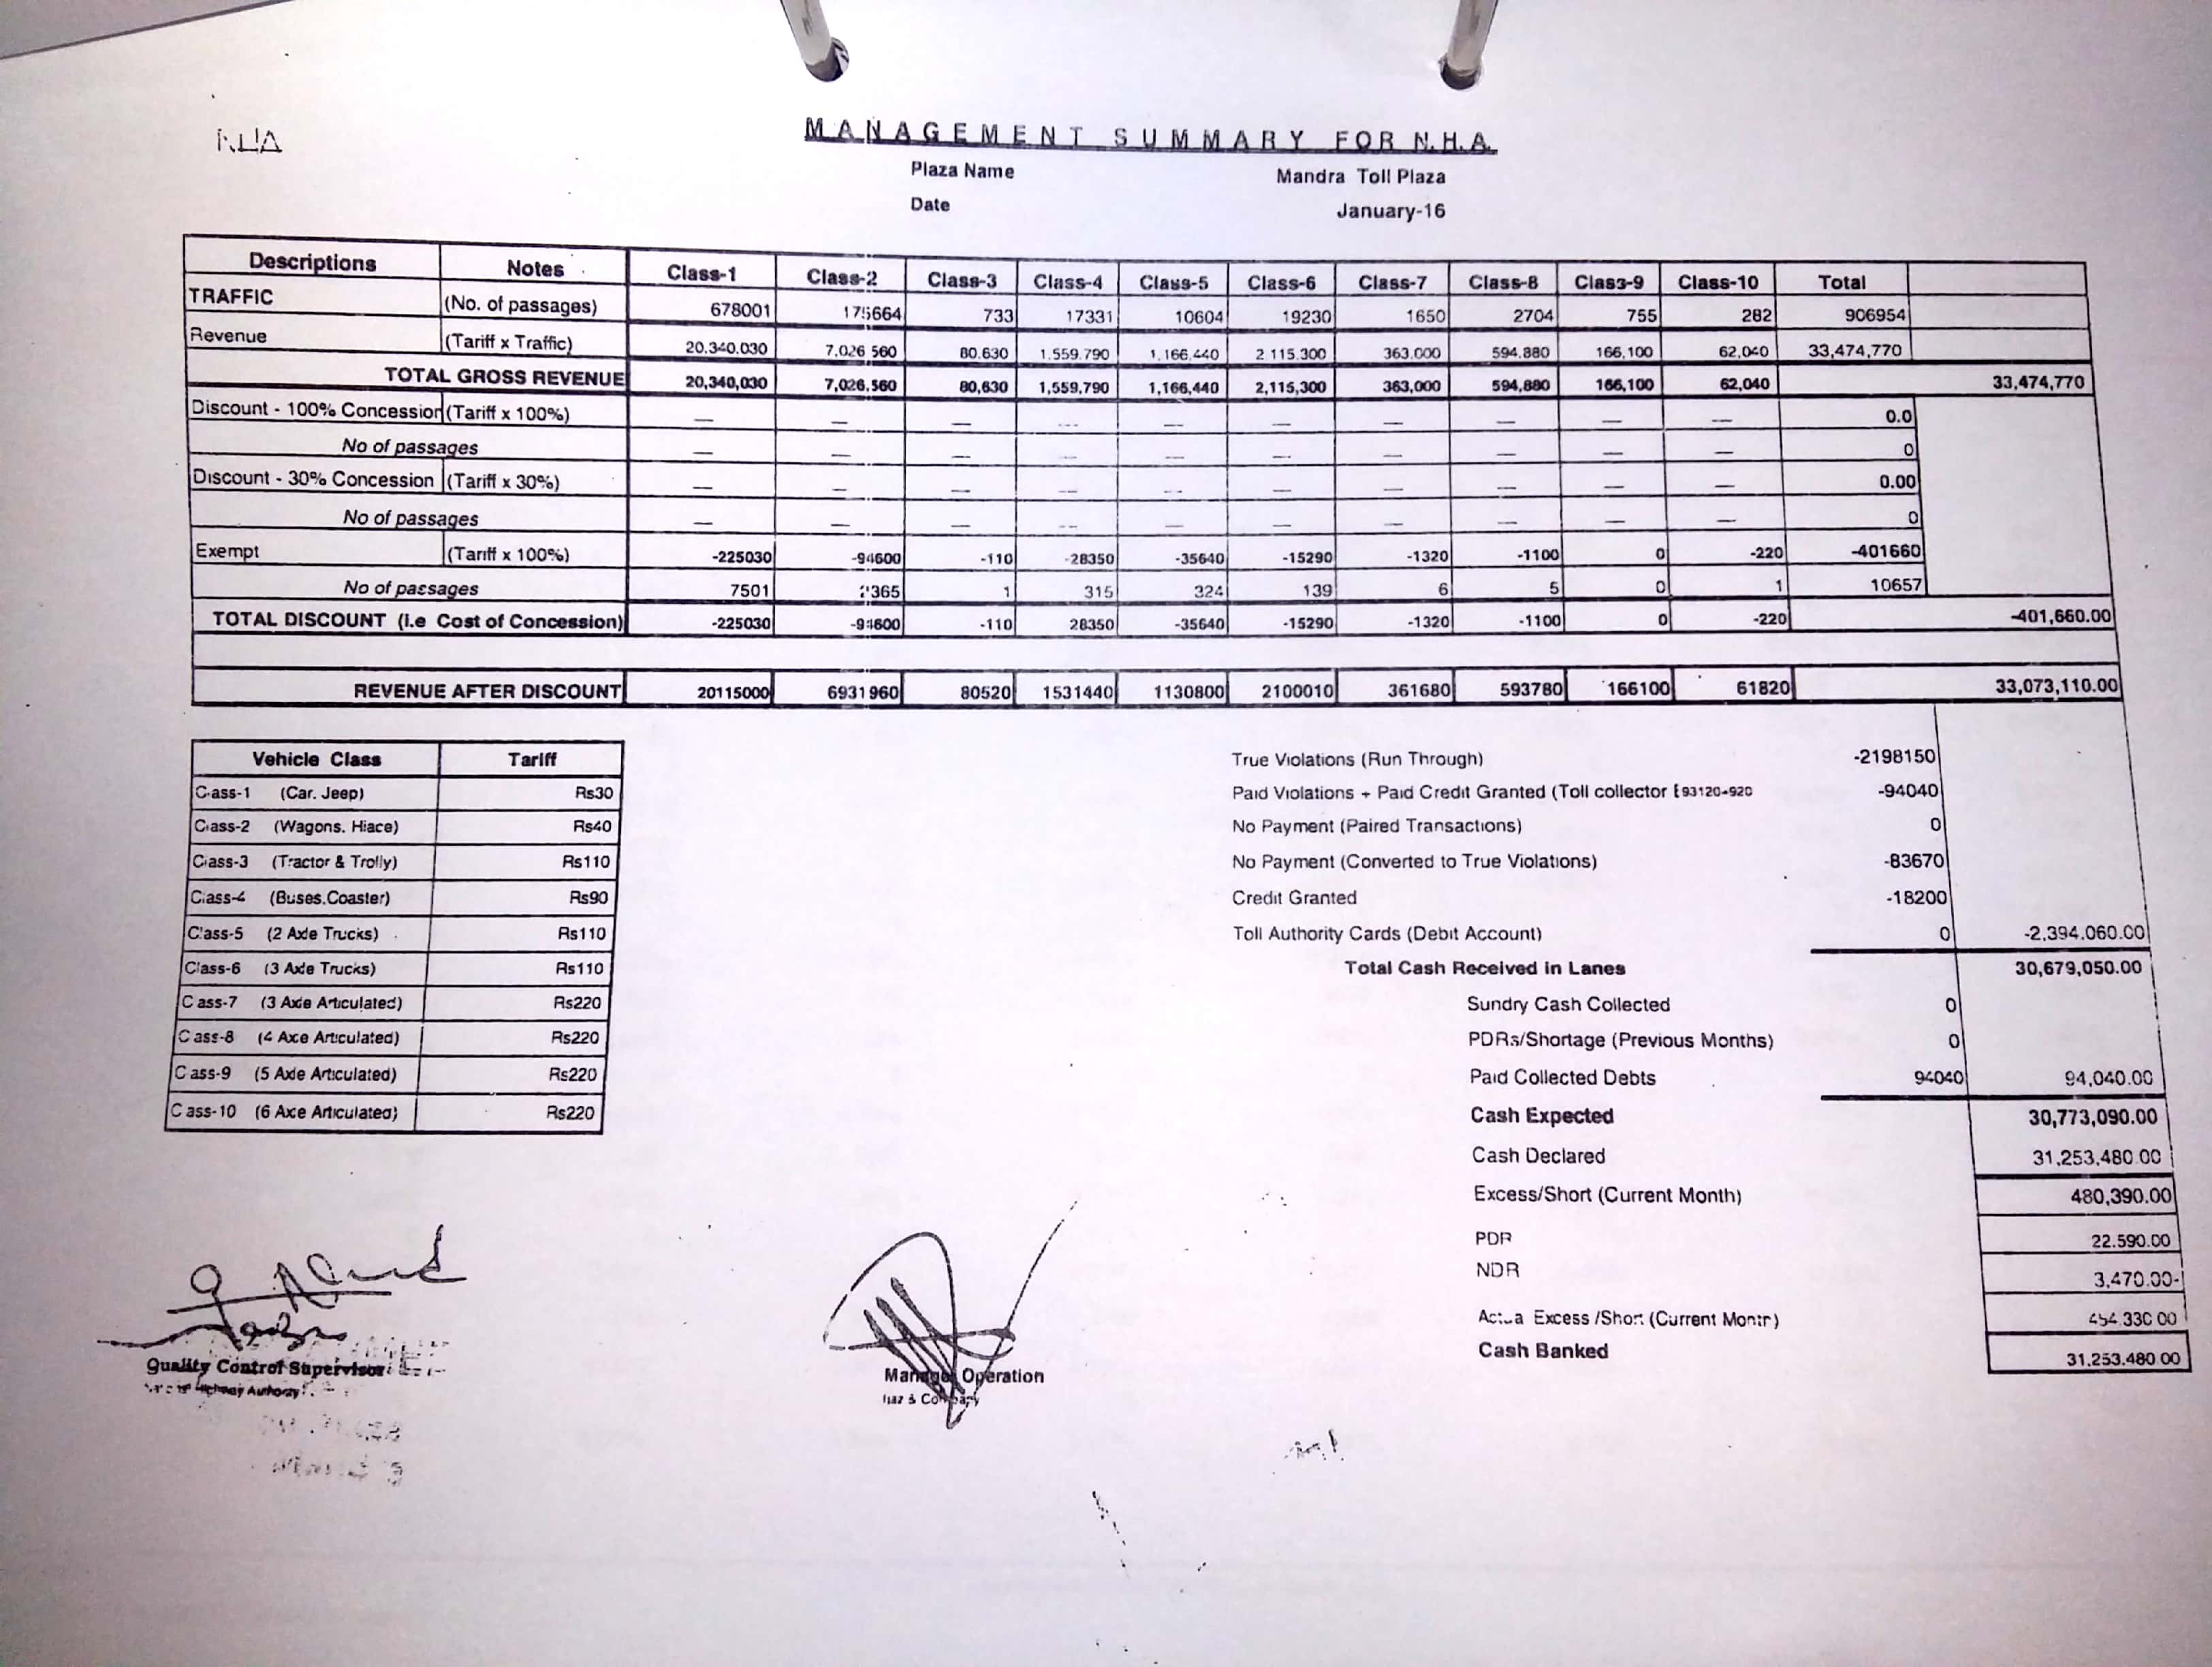 NHA
MANAGEMENT SUMMARY FOR N.H.A.
Plaza Name Mandra Toll Plaza
Date January-16
Descriptions Notes Class-1 Class-2 Class-3 Class-4 Class-5 Class-6 Class-7 Class-8 Class-9 Class-10 Total
TRAFFIC (No. of passages) 678001 175664 733 17331 10604 19230 1650 2704 755 282 906954
Revenue (Tariff x Traffic) 20.340.030 7.026 560 80.630 1.559.790 1.166.440 2 115.300 363.000 594.880 166,100 62,040 33,474,770
TOTAL GROSS REVENUE 20,340,030 7,026,560 80,630 1,559,790 1,166,440 2,115,300 363,000 594,880 166,100 62,040 33,474,770
Discount - 100% Concession (Tariff x 100%) — — — — — — — — — — 0.0
No of passages — — — — — — — — — — 0
Discount - 30% Concession (Tariff x 30%) — — — — — — — — — — 0.00
No of passages — — — — — — — — — — 0
Exempt (Tariff x 100%) -225030 -94600 -110 -28350 -35640 -15290 -1320 -1100 0 -220 -401660
No of passages 7501 2365 1 315 324 139 6 5 0 1 10657
TOTAL DISCOUNT (i.e Cost of Concession) -225030 -94600 -110 28350 -35640 -15290 -1320 -1100 0 -220 -401,660.00
REVENUE AFTER DISCOUNT 20115000 6931960 80520 1531440 1130800 2100010 361680 593780 166100 61820 33,073,110.00
Vehicle Class Tariff
Class-1 (Car. Jeep) Rs30
Class-2 (Wagons. Hiace) Rs40
Class-3 (Tractor & Trolly) Rs110
Class-4 (Buses.Coaster) Rs90
Class-5 (2 Axle Trucks) Rs110
Class-6 (3 Axle Trucks) Rs110
Class-7 (3 Axle Articulated) Rs220
Class-8 (4 Axle Articulated) Rs220
Class-9 (5 Axle Articulated) Rs220
Class-10 (6 Axle Articulated) Rs220
True Violations (Run Through) -2198150
Paid Violations + Paid Credit Granted (Toll collector 93120+920 -94040
No Payment (Paired Transactions) 0
No Payment (Converted to True Violations) -83670
Credit Granted -18200
Toll Authority Cards (Debit Account) 0 -2,394,060.00
Total Cash Received in Lanes 30,679,050.00
Sundry Cash Collected 0
PDRs/Shortage (Previous Months) 0
Paid Collected Debts 94040 94,040.00
Cash Expected 30,773,090.00
Cash Declared 31,253,480.00
Excess/Short (Current Month) 480,390.00
PDR 22.590.00
NDR 3,470.00-
Actual Excess /Short (Current Month) 454.330 00
Cash Banked 31.253.480.00
Quality Control Supervisor
Highway Authority
Manager Operation
& Company